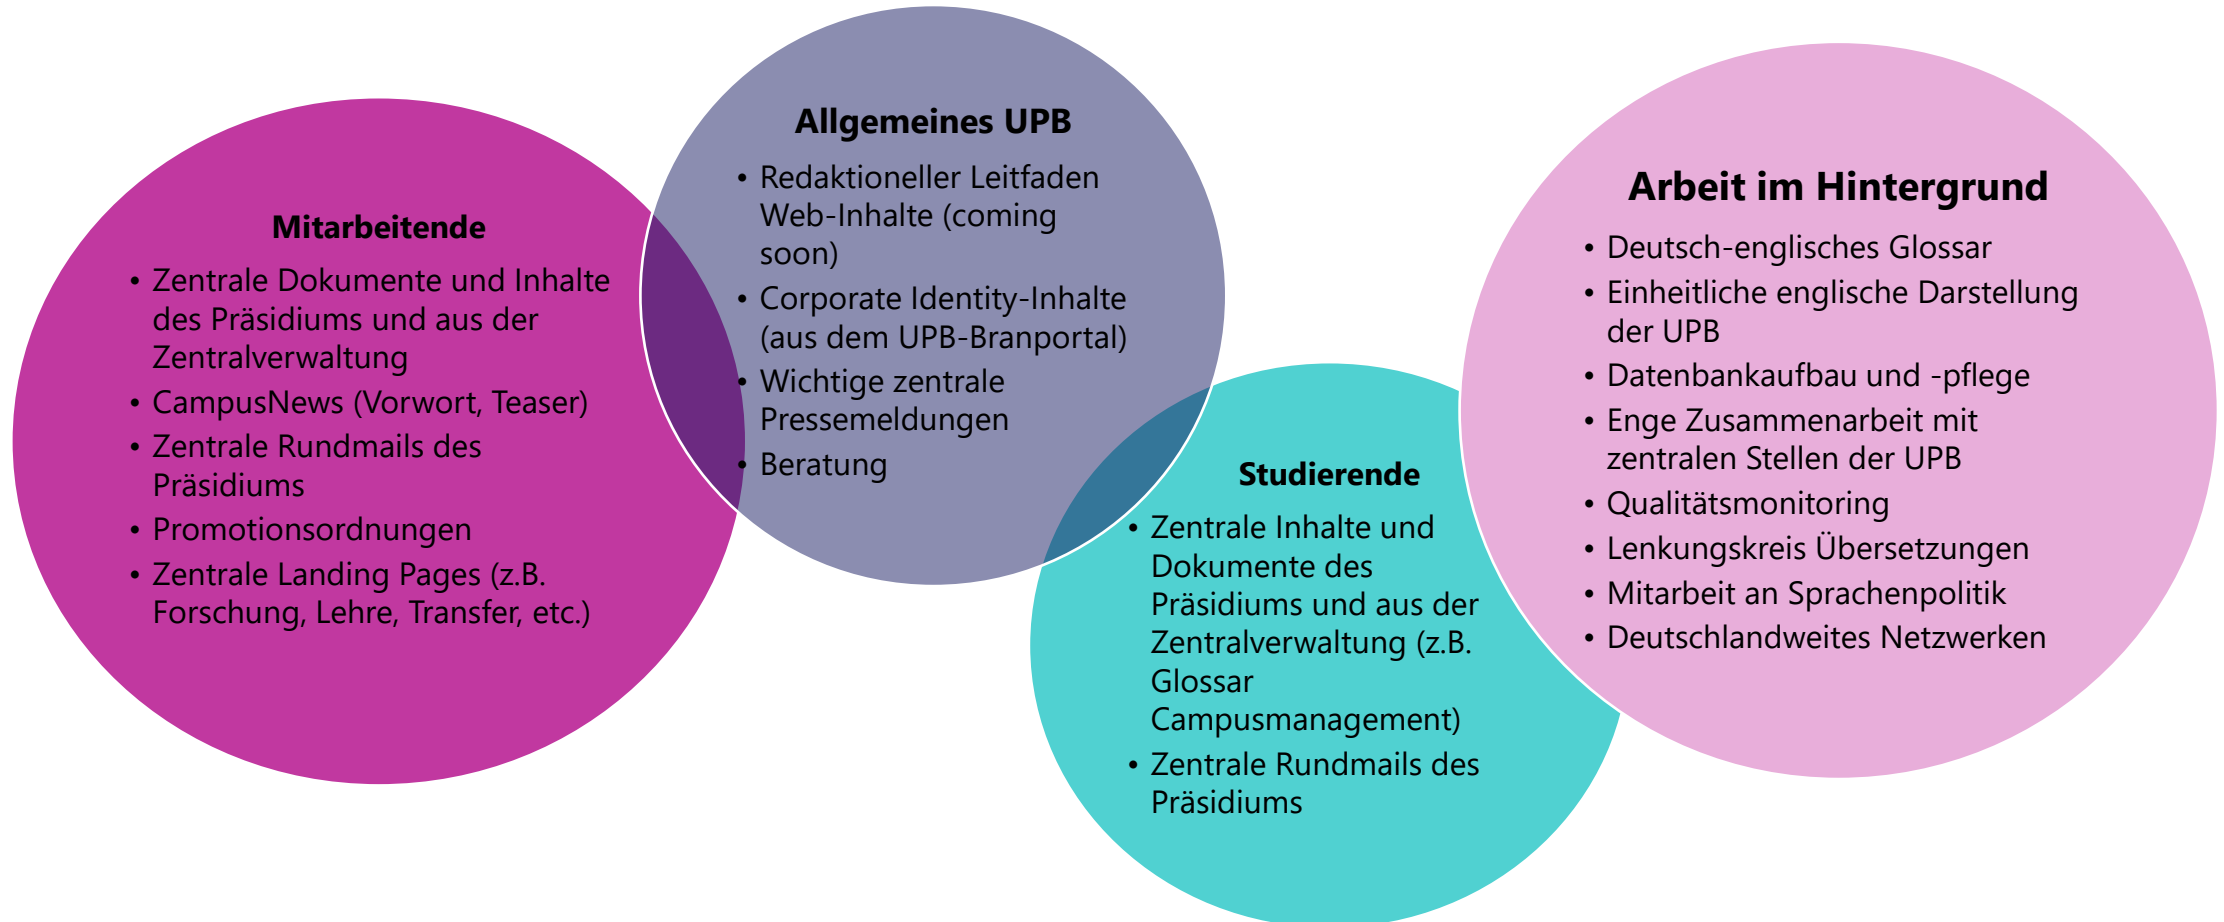 Mitarbeitende
• Zentrale Dokumente und Inhalte
des Präsidiums und aus der
Zentralverwaltung
• CampusNews (Vorwort, Teaser)
• Zentrale Rundmails des
Präsidiums
• Promotionsordnungen
• Zentrale Landing Pages (z.B.
Forschung, Lehre, Transfer, etc.)
Allgemeines UPB
• Redaktioneller Leitfaden
Web-Inhalte (coming
soon)
• Corporate Identity-Inhalte
(aus dem UPB-Branportal)
• Wichtige zentrale
Pressemeldungen
• Beratung
Studierende
• Zentrale Inhalte und
Dokumente des
Präsidiums und aus der
Zentralverwaltung (z.B.
Glossar
Campusmanagement)
• Zentrale Rundmails des
Präsidiums
Arbeit im Hintergrund
• Deutsch-englisches Glossar
• Einheitliche englische Darstellung
der UPB
• Datenbankaufbau und -pflege
• Enge Zusammenarbeit mit
zentralen Stellen der UPB
• Qualitätsmonitoring
• Lenkungskreis Übersetzungen
• Mitarbeit an Sprachenpolitik
• Deutschlandweites Netzwerken